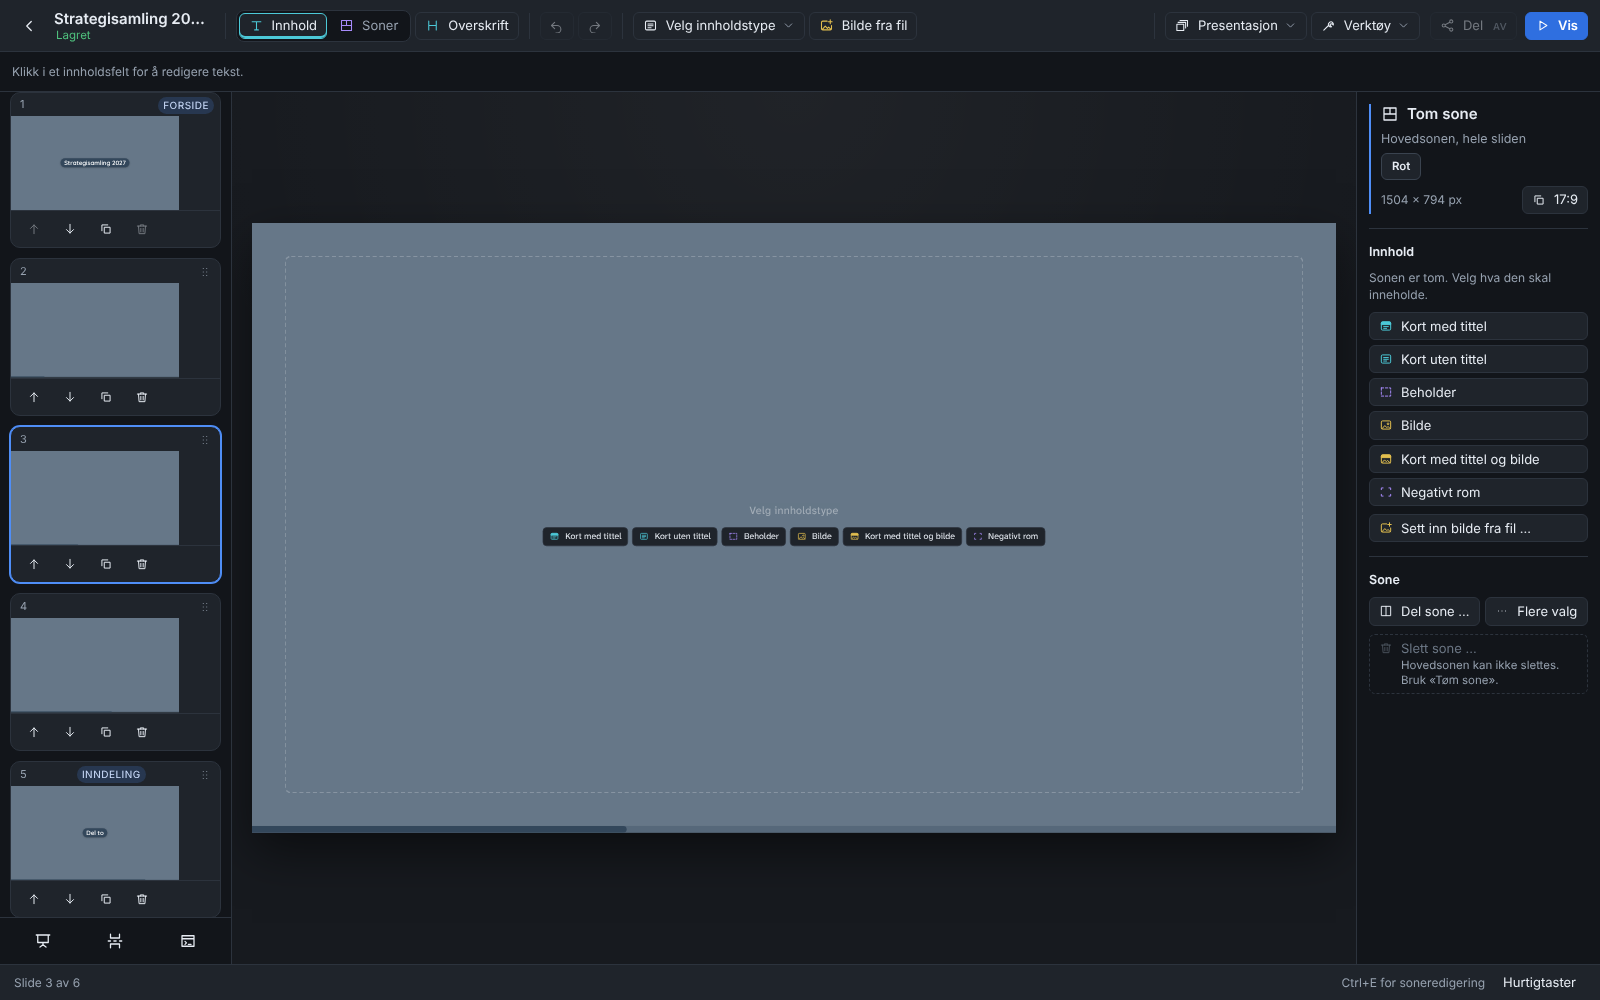 Strategisamling 20...
Lagret
Innhold
Soner
Overskrift
Velg innholdstype
Bilde fra fil
Presentasjon
Verktøy
Del AV
Vis
Klikk i et innholdsfelt for å redigere tekst.
1
FORSIDE
Strategisamling 2027
2
3
4
5
INNDELING
Del to
Velg innholdstype
Kort med tittel
Kort uten tittel
Beholder
Bilde
Kort med tittel og bilde
Negativt rom
Tom sone
Hovedsonen, hele sliden
Rot
1504 × 794 px
17:9
Innhold
Sonen er tom. Velg hva den skal
inneholde.
Kort med tittel
Kort uten tittel
Beholder
Bilde
Kort med tittel og bilde
Negativt rom
Sett inn bilde fra fil ...
Sone
Del sone ...
Flere valg
Slett sone ...
Hovedsonen kan ikke slettes.
Bruk «Tøm sone».
Slide 3 av 6
Ctrl+E for soneredigering
Hurtigtaster